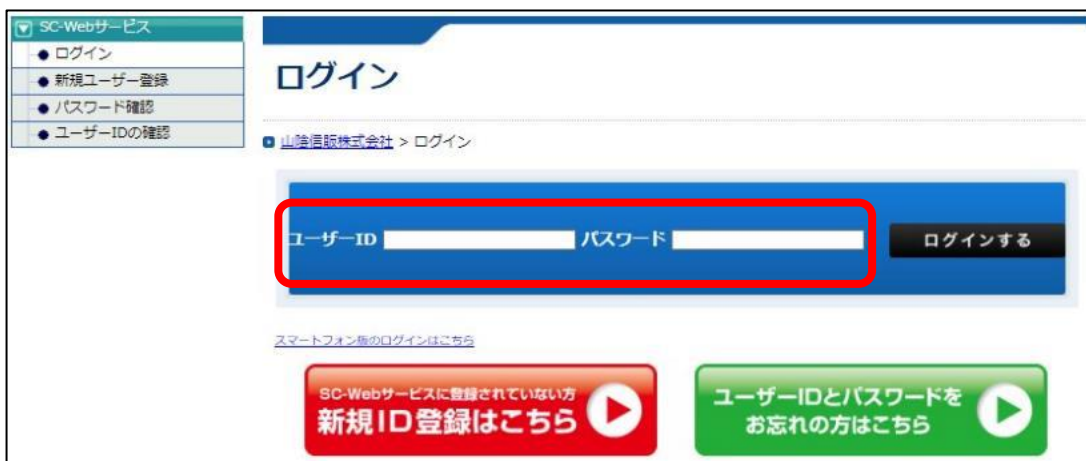 SC-Webサービス
ログイン
新規ユーザー登録
パスワード確認
ユーザーIDの確認
ログイン
山陰信販株式会社 > ログイン
ユーザーID パスワード ログインする
スマートフォン版のログインはこちら
SC-Webサービスに登録されていない方
新規ID登録はこちら
ユーザーIDとパスワードを
お忘れの方はこちら